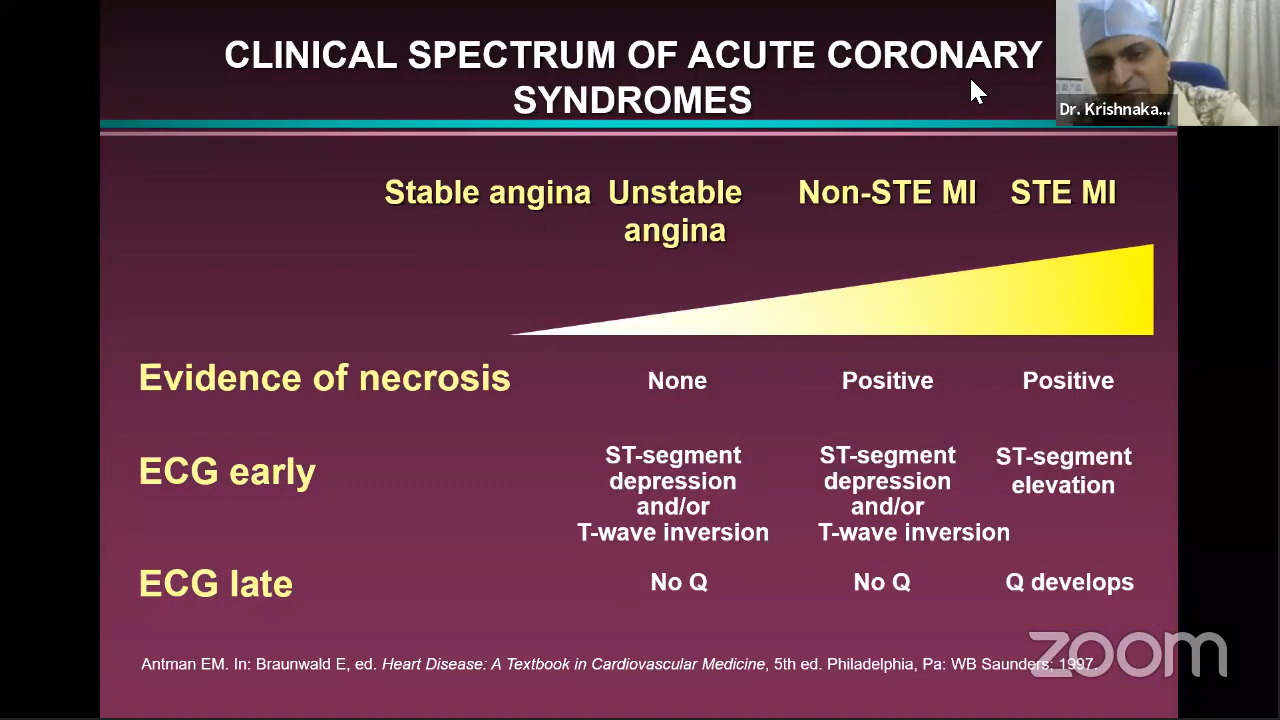 CLINICAL SPECTRUM OF ACUTE CORONARY
SYNDROMES
Dr. Krishnaka...
Stable angina Unstable angina Non-STE MI STE MI
Evidence of necrosis None Positive Positive
ECG early
ST-segment depression and/or T-wave inversion
ST-segment depression and/or T-wave inversion
ST-segment elevation
ECG late No Q No Q Q develops
Antman EM. In: Braunwald E, ed. Heart Disease: A Textbook in Cardiovascular Medicine, 5th ed. Philadelphia, Pa: WB Saunders; 1997.
zoom